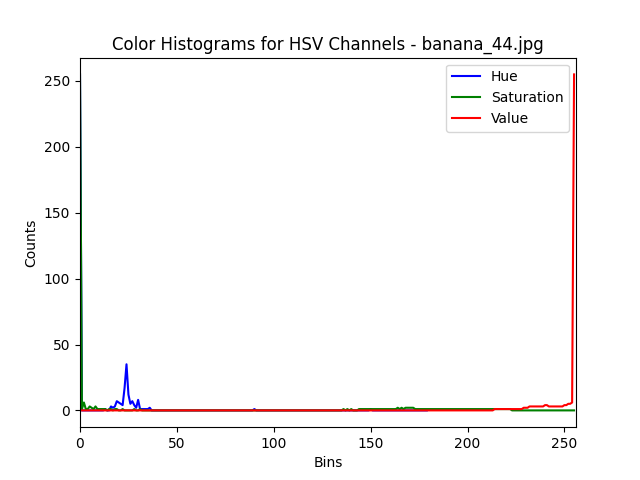 Color Histograms for HSV Channels - banana_44.jpg
Hue
Saturation
Value
250
200
150
100
50
0
Counts
0 50 100 150 200 250
Bins